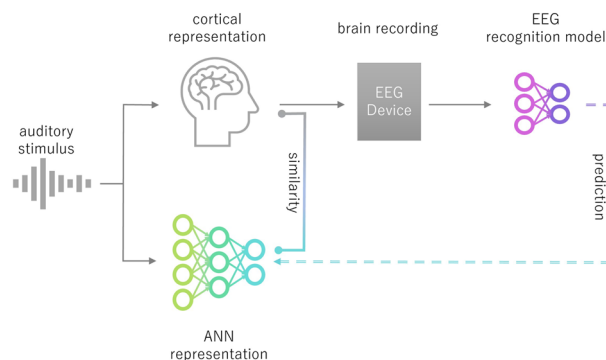 cortical
representation
brain recording
EEG
recognition model
EEG
Device
auditory
stimulus
similarity
prediction
ANN
representation